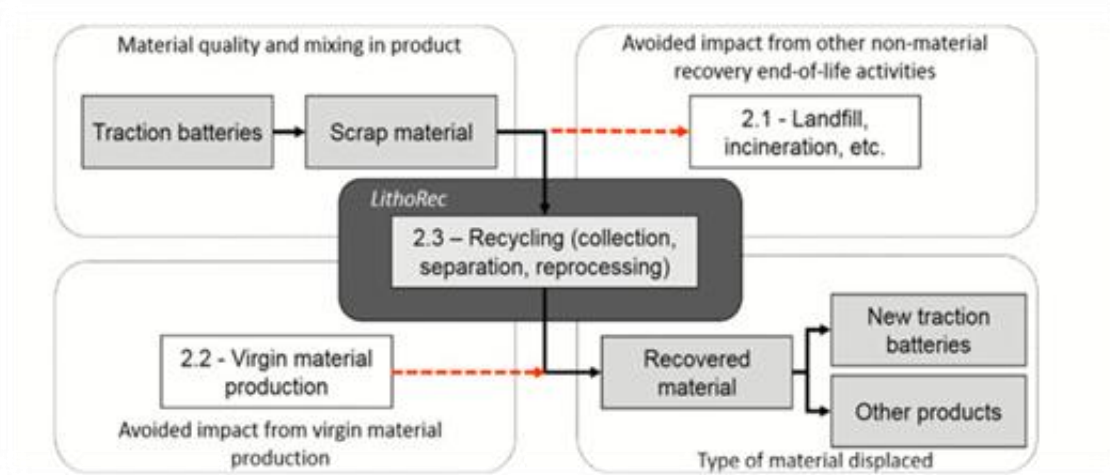 Material quality and mixing in product
Avoided impact from other non-material
recovery end-of-life activities
Traction batteries
Scrap material
2.1 - Landfill,
incineration, etc.
LithoRec
2.3 – Recycling (collection,
separation, reprocessing)
2.2 - Virgin material
production
Recovered
material
New traction
batteries
Other products
Avoided impact from virgin material
production
Type of material displaced